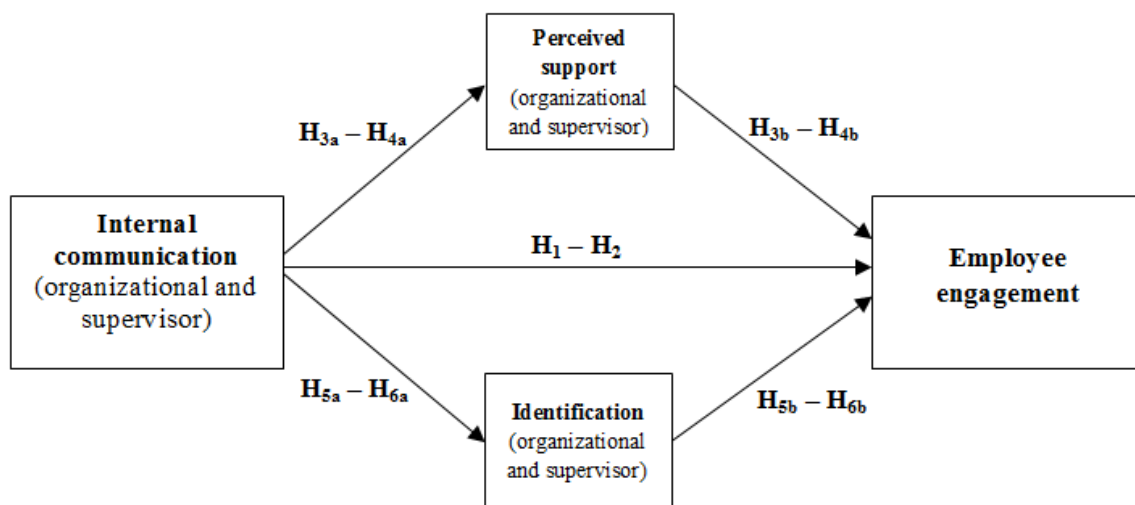 Perceived
support
(organizational
and supervisor)
H3a – H4a
H3b – H4b
Internal
communication
(organizational and
supervisor)
H1 – H2
Employee
engagement
H5a – H6a
Identification
(organizational
and supervisor)
H5b – H6b